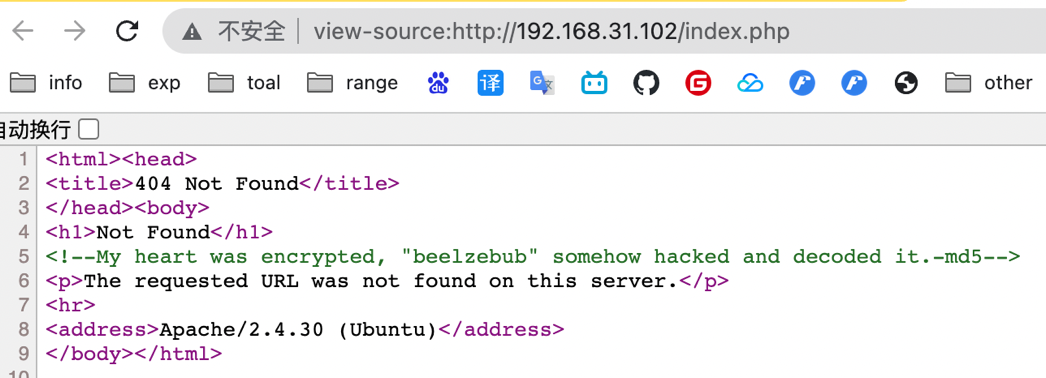 不安全 view-source:http://192.168.31.102/index.php
info exp toal range 译 G 文 G other
自动换行
1 <html><head>
2 <title>404 Not Found</title>
3 </head><body>
4 <h1>Not Found</h1>
5 <!--My heart was encrypted, "beelzebub" somehow hacked and decoded it.-md5-->
6 <p>The requested URL was not found on this server.</p>
7 <hr>
8 <address>Apache/2.4.30 (Ubuntu)</address>
9 </body></html>
10